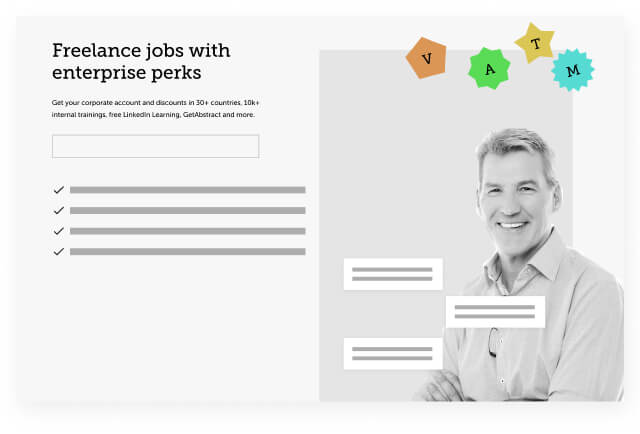 Freelance jobs with
enterprise perks
Get your corporate account and discounts in 30+ countries, 10k+
internal trainings, free LinkedIn Learning, GetAbstract and more.
V
A
T
M